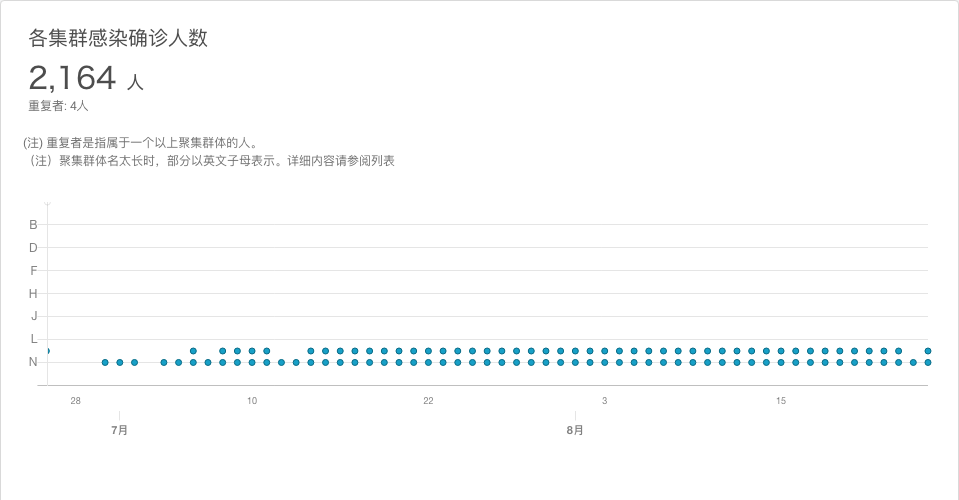 各集群感染确诊人数
2,164 人
重复者: 4人
(注) 重复者是指属于一个以上聚集群体的人。
（注）聚集群体名太长时，部分以英文子母表示。详细内容请参阅列表
B
D
F
H
J
L
N
28 10 22 3 15
7月 8月